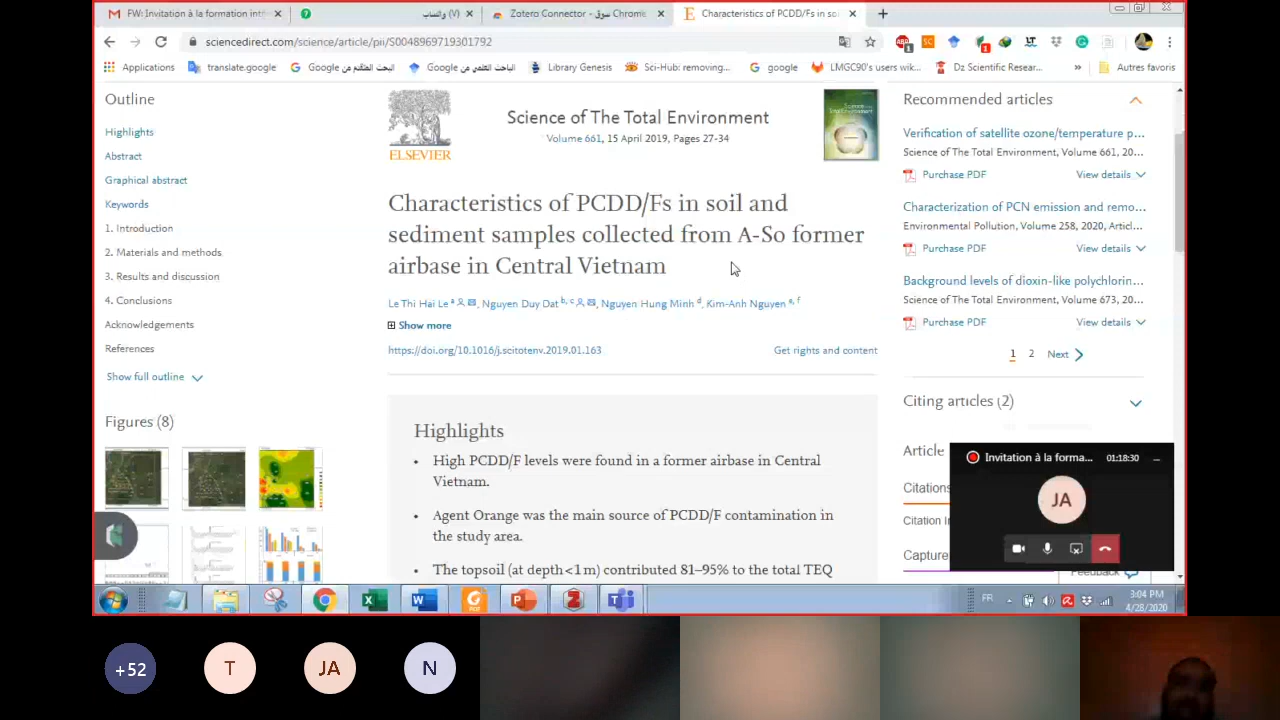 FW: Invitation à la formation inti
(V) واتساب
Zotero Connector - سوق Chrome
Characteristics of PCDD/Fs in soi
sciencedirect.com/science/article/pii/S0048969719301792
Applications
translate.google
Google البحث المتقدم من
Google الباحث العلمي من
Library Genesis
Sci-Hub: removing...
google
LMGC90's users wik...
Dz Scientific Resear...
»
Autres favoris
Outline
Highlights
Abstract
Graphical abstract
Keywords
1. Introduction
2. Materials and methods
3. Results and discussion
4. Conclusions
Acknowledgements
References
Show full outline
Figures (8)
ELSEVIER
Science of The Total Environment
Volume 661, 15 April 2019, Pages 27-34
Characteristics of PCDD/Fs in soil and
sediment samples collected from A-So former
airbase in Central Vietnam
Le Thi Hai Le a, Nguyen Duy Dat b, c, Nguyen Hung Minh d, Kim-Anh Nguyen e, f
Show more
https://doi.org/10.1016/j.scitotenv.2019.01.163
Get rights and content
Highlights
• High PCDD/F levels were found in a former airbase in Central
Vietnam.
• Agent Orange was the main source of PCDD/F contamination in
the study area.
• The topsoil (at depth<1 m) contributed 81–95% to the total TEQ
Recommended articles
Verification of satellite ozone/temperature p...
Science of The Total Environment, Volume 661, 20...
Purchase PDF
View details
Characterization of PCN emission and remo...
Environmental Pollution, Volume 258, 2020, Articl...
Purchase PDF
View details
Background levels of dioxin-like polychlorin...
Science of The Total Environment, Volume 673, 20...
Purchase PDF
View details
1 2 Next
Citing articles (2)
Article
Citations
Citation In
Capture
Feedback
Invitation à la forma...
01:18:30
JA
FR
3:04 PM
4/28/2020
+52
T
JA
N